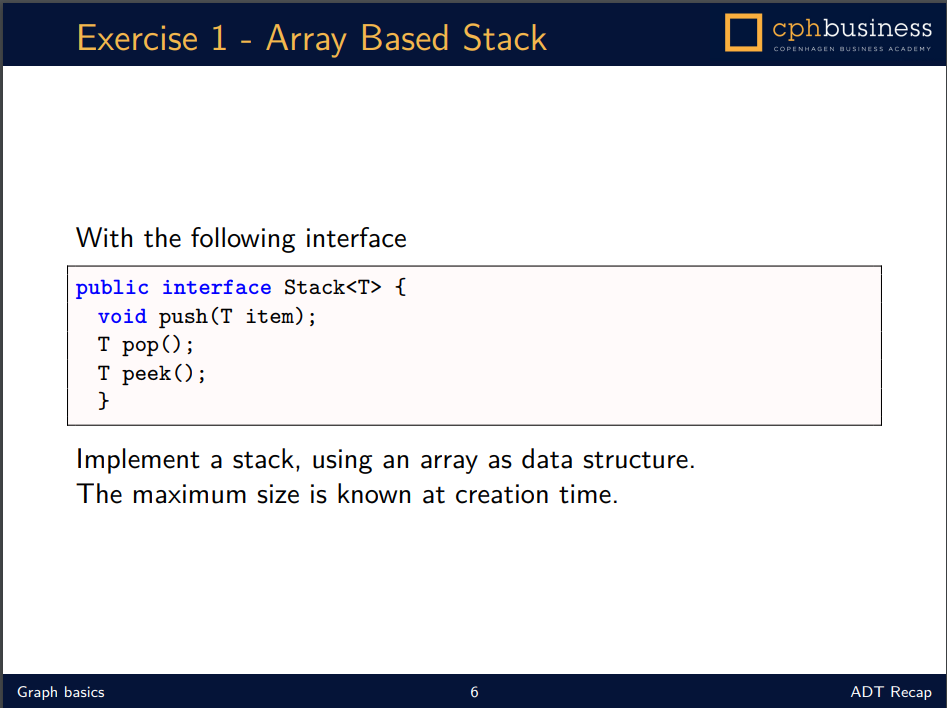 Exercise 1 - Array Based Stack
cphbusiness
COPENHAGEN BUSINESS ACADEMY
With the following interface
public interface Stack<T> {
void push(T item);
T pop();
T peek();
}
Implement a stack, using an array as data structure.
The maximum size is known at creation time.
Graph basics
6
ADT Recap